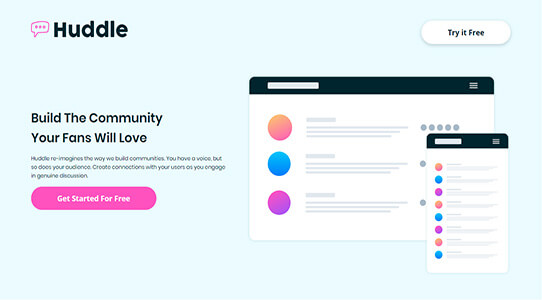 Huddle
Try it Free
Build The Community
Your Fans Will Love
Huddle re-imagines the way we build communities. You have a voice, but
so does your audience. Create connections with your users as you engage
in genuine discussion.
Get Started For Free